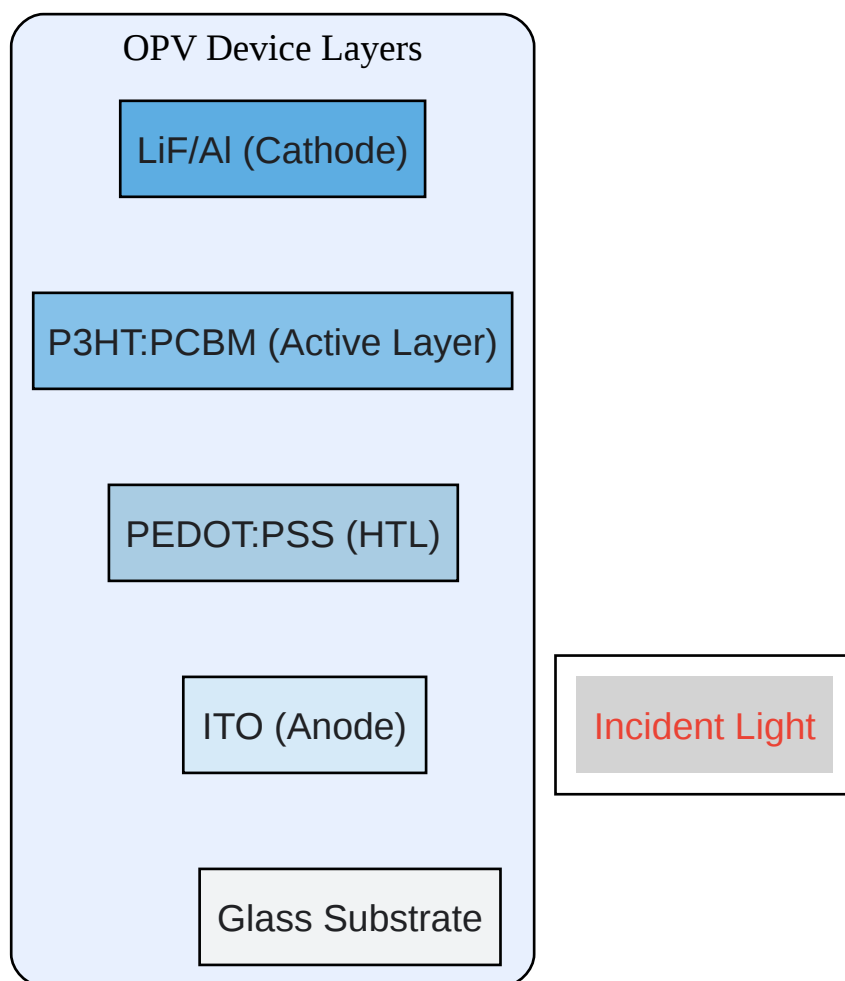 OPV Device Layers
LiF/Al (Cathode)
P3HT:PCBM (Active Layer)
PEDOT:PSS (HTL)
ITO (Anode)
Incident Light
Glass Substrate